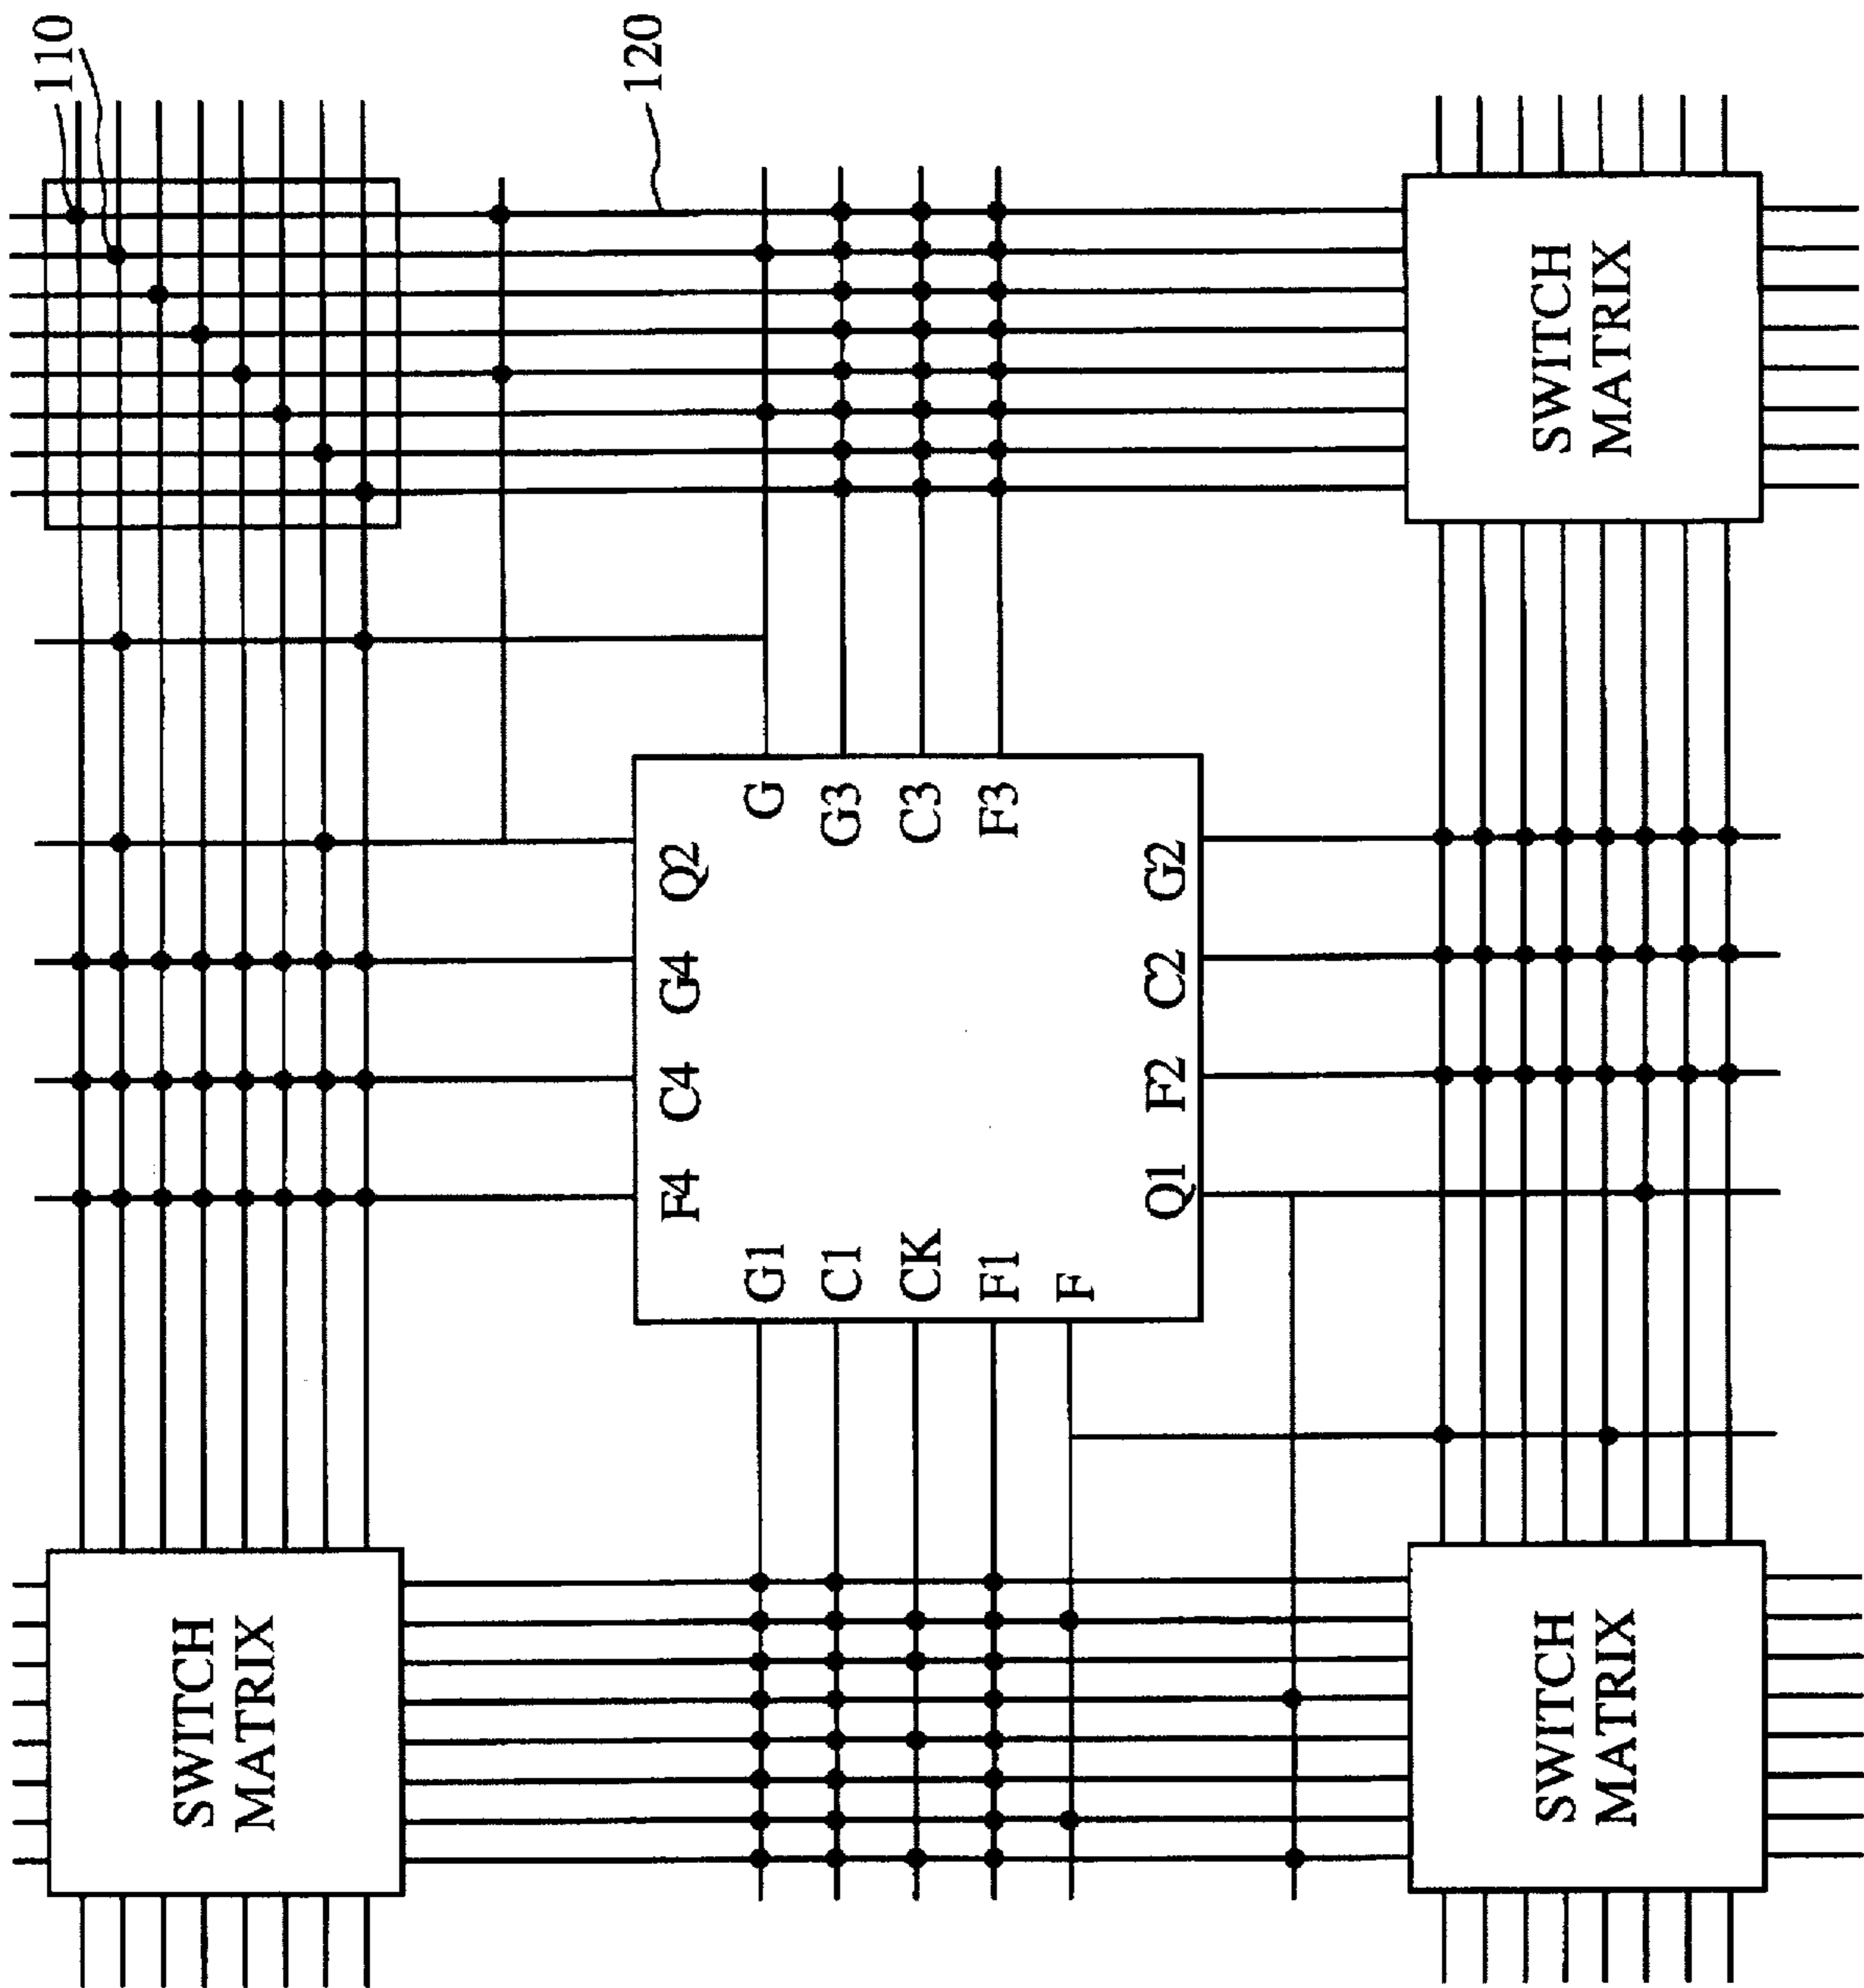 110
SWITCH
MATRIX
120
F4 C4 G4 Q2
G1 G
C1 G3
CK C3
F1 F3
F
Q1 F2 C2 G2
SWITCH
MATRIX
SWITCH
MATRIX